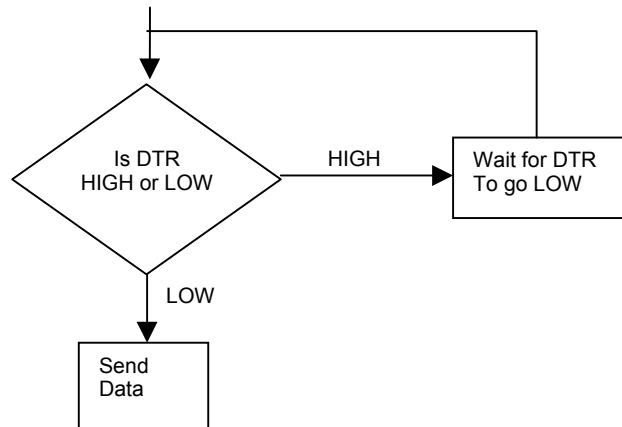 Is DTR
HIGH or LOW
HIGH
Wait for DTR
To go LOW
LOW
Send
Data